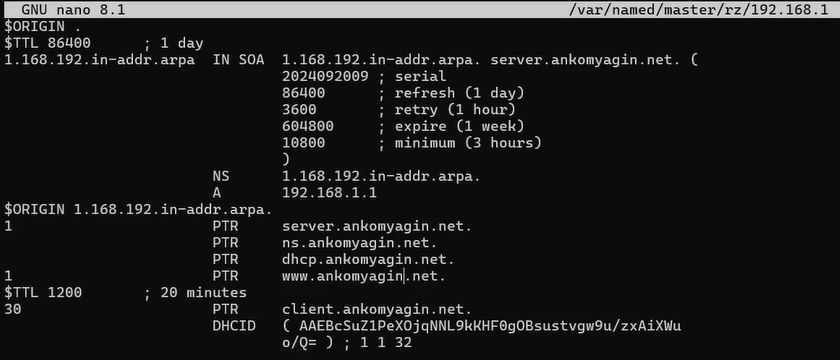 GNU nano 8.1 /var/named/master/rz/192.168.1
$ORIGIN .
$TTL 86400 ; 1 day
1.168.192.in-addr.arpa IN SOA 1.168.192.in-addr.arpa. server.ankomyagin.net. (
2024092009 ; serial
86400 ; refresh (1 day)
3600 ; retry (1 hour)
604800 ; expire (1 week)
10800 ; minimum (3 hours)
)
NS 1.168.192.in-addr.arpa.
A 192.168.1.1
$ORIGIN 1.168.192.in-addr.arpa.
1 PTR server.ankomyagin.net.
PTR ns.ankomyagin.net.
PTR dhcp.ankomyagin.net.
1 PTR www.ankomyagin.net.
$TTL 1200 ; 20 minutes
30 PTR client.ankomyagin.net.
DHCID ( AAEBcSuZ1PeXOjqNNL9kKHF0gOBsustvgw9u/zxAiXWu
o/Q= ) ; 1 1 32